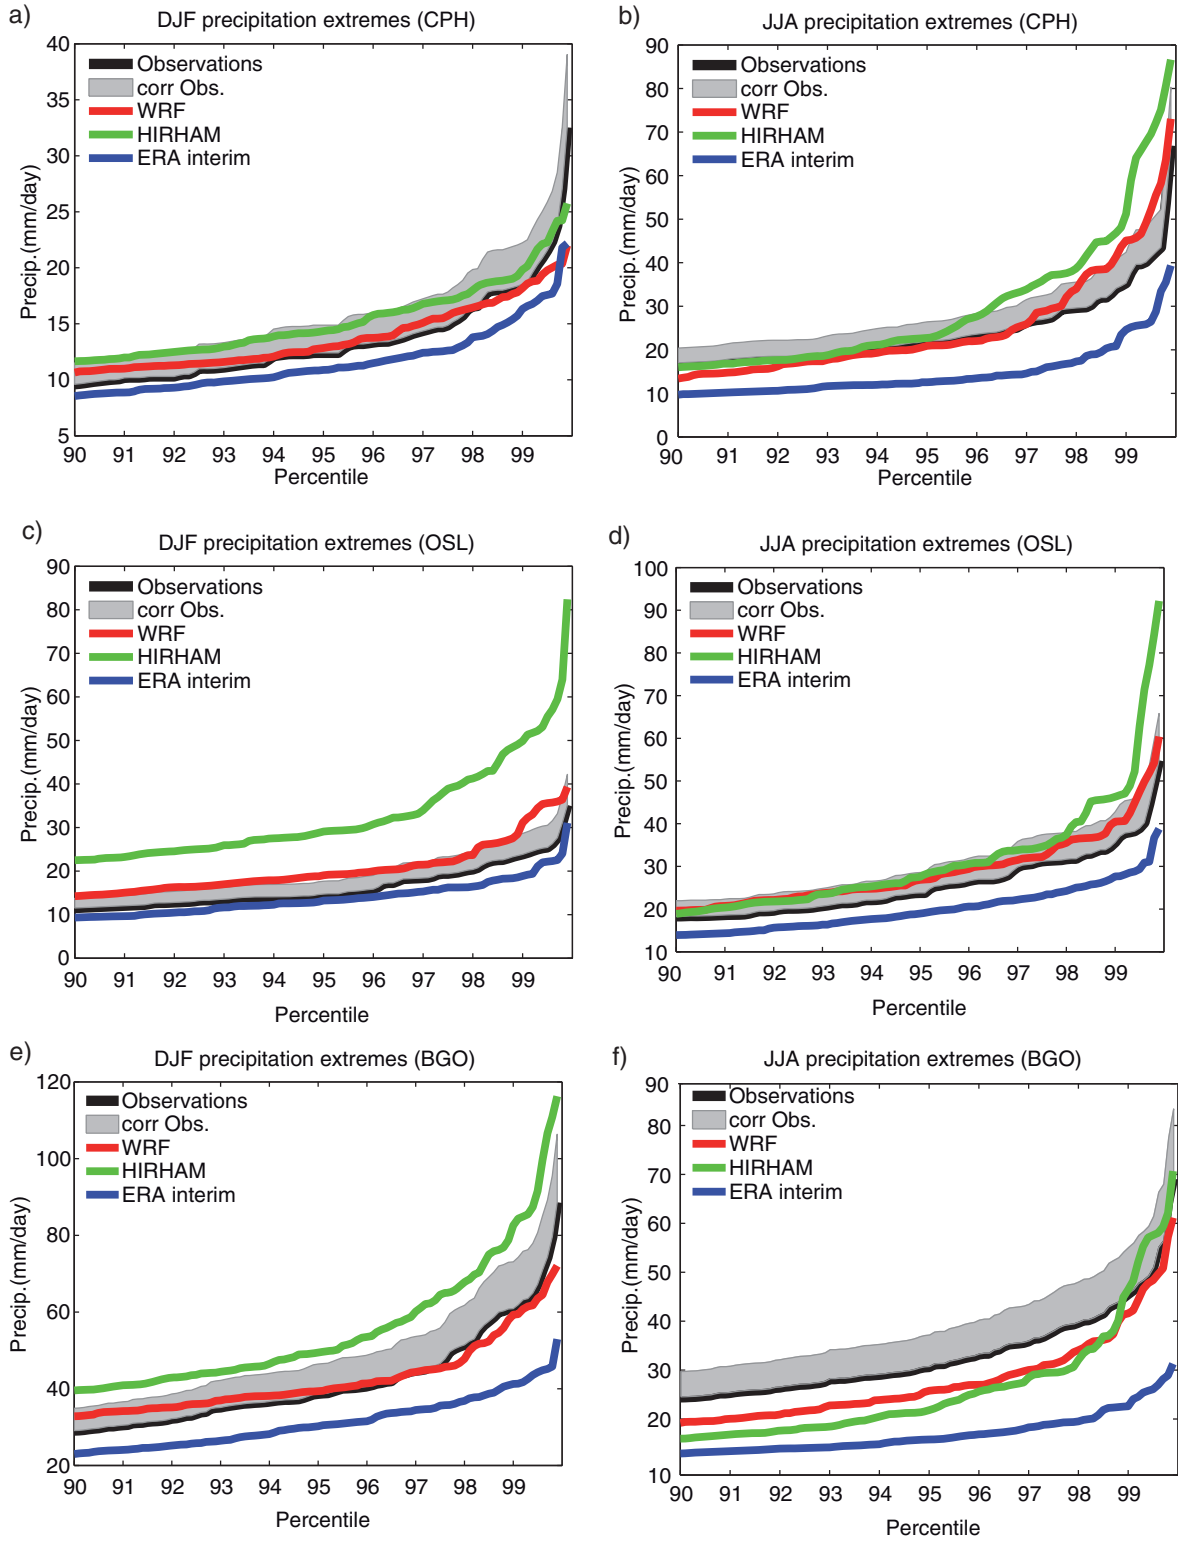 a)
DJF precipitation extremes (CPH)
40
35
30
25
20
15
10
5
Precip.(mm/day)
Observations
corr Obs.
WRF
HIRHAM
ERA interim
90 91 92 93 94 95 96 97 98 99
Percentile
b)
JJA precipitation extremes (CPH)
90
80
70
60
50
40
30
20
10
0
Precip.(mm/day)
Observations
corr Obs.
WRF
HIRHAM
ERA interim
90 91 92 93 94 95 96 97 98 99
Percentile
c)
DJF precipitation extremes (OSL)
90
80
70
60
50
40
30
20
10
0
Precip.(mm/day)
Observations
corr Obs.
WRF
HIRHAM
ERA interim
90 91 92 93 94 95 96 97 98 99
Percentile
d)
JJA precipitation extremes (OSL)
100
90
80
70
60
50
40
30
20
10
Precip.(mm/day)
Observations
corr Obs.
WRF
HIRHAM
ERA interim
90 91 92 93 94 95 96 97 98 99
Percentile
e)
DJF precipitation extremes (BGO)
120
100
80
60
40
20
Precip.(mm/day)
Observations
corr Obs.
WRF
HIRHAM
ERA interim
90 91 92 93 94 95 96 97 98 99
Percentile
f)
JJA precipitation extremes (BGO)
90
80
70
60
50
40
30
20
10
Precip.(mm/day)
Observations
corr Obs.
WRF
HIRHAM
ERA interim
90 91 92 93 94 95 96 97 98 99
Percentile